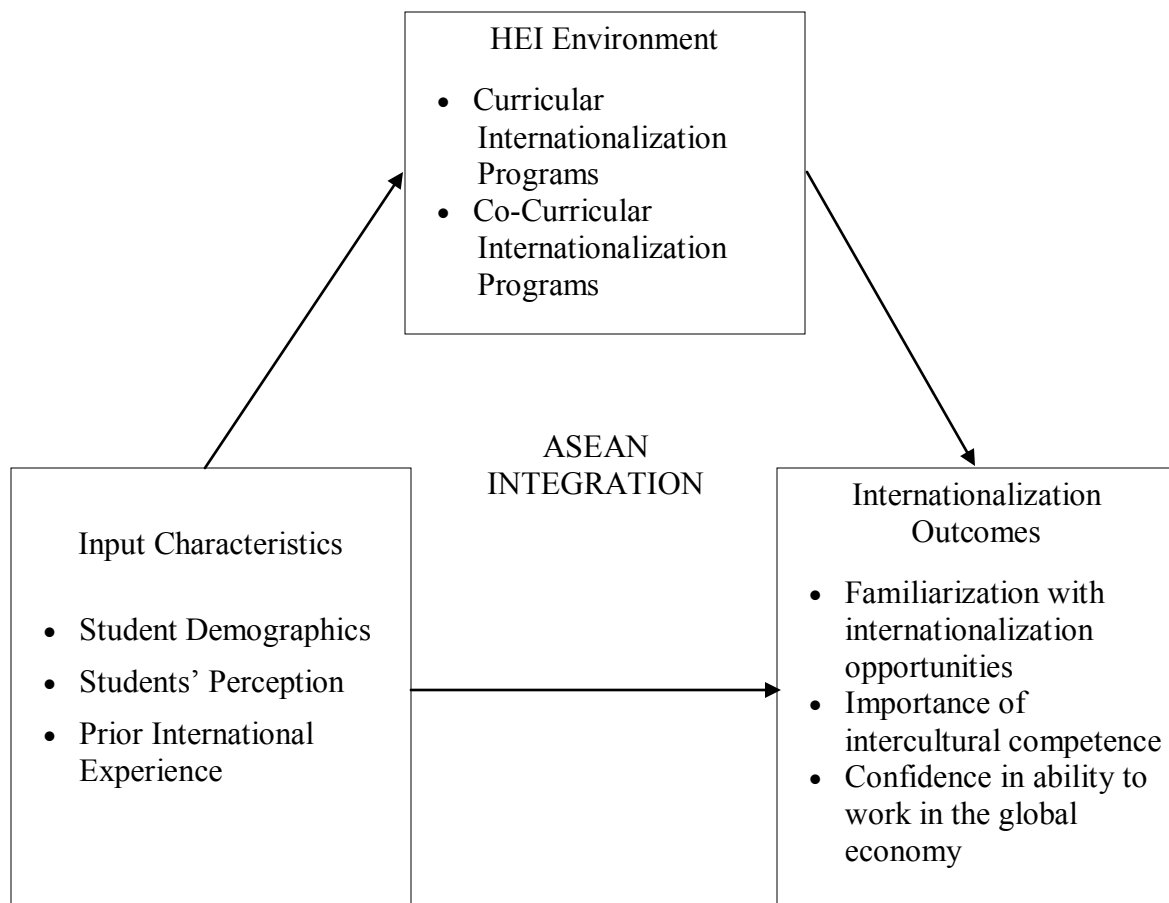 HEI Environment
• Curricular
Internationalization
Programs
• Co-Curricular
Internationalization
Programs
ASEAN
INTEGRATION
Input Characteristics
• Student Demographics
• Students’ Perception
• Prior International
Experience
Internationalization
Outcomes
• Familiarization with
internationalization
opportunities
• Importance of
intercultural competence
• Confidence in ability to
work in the global
economy